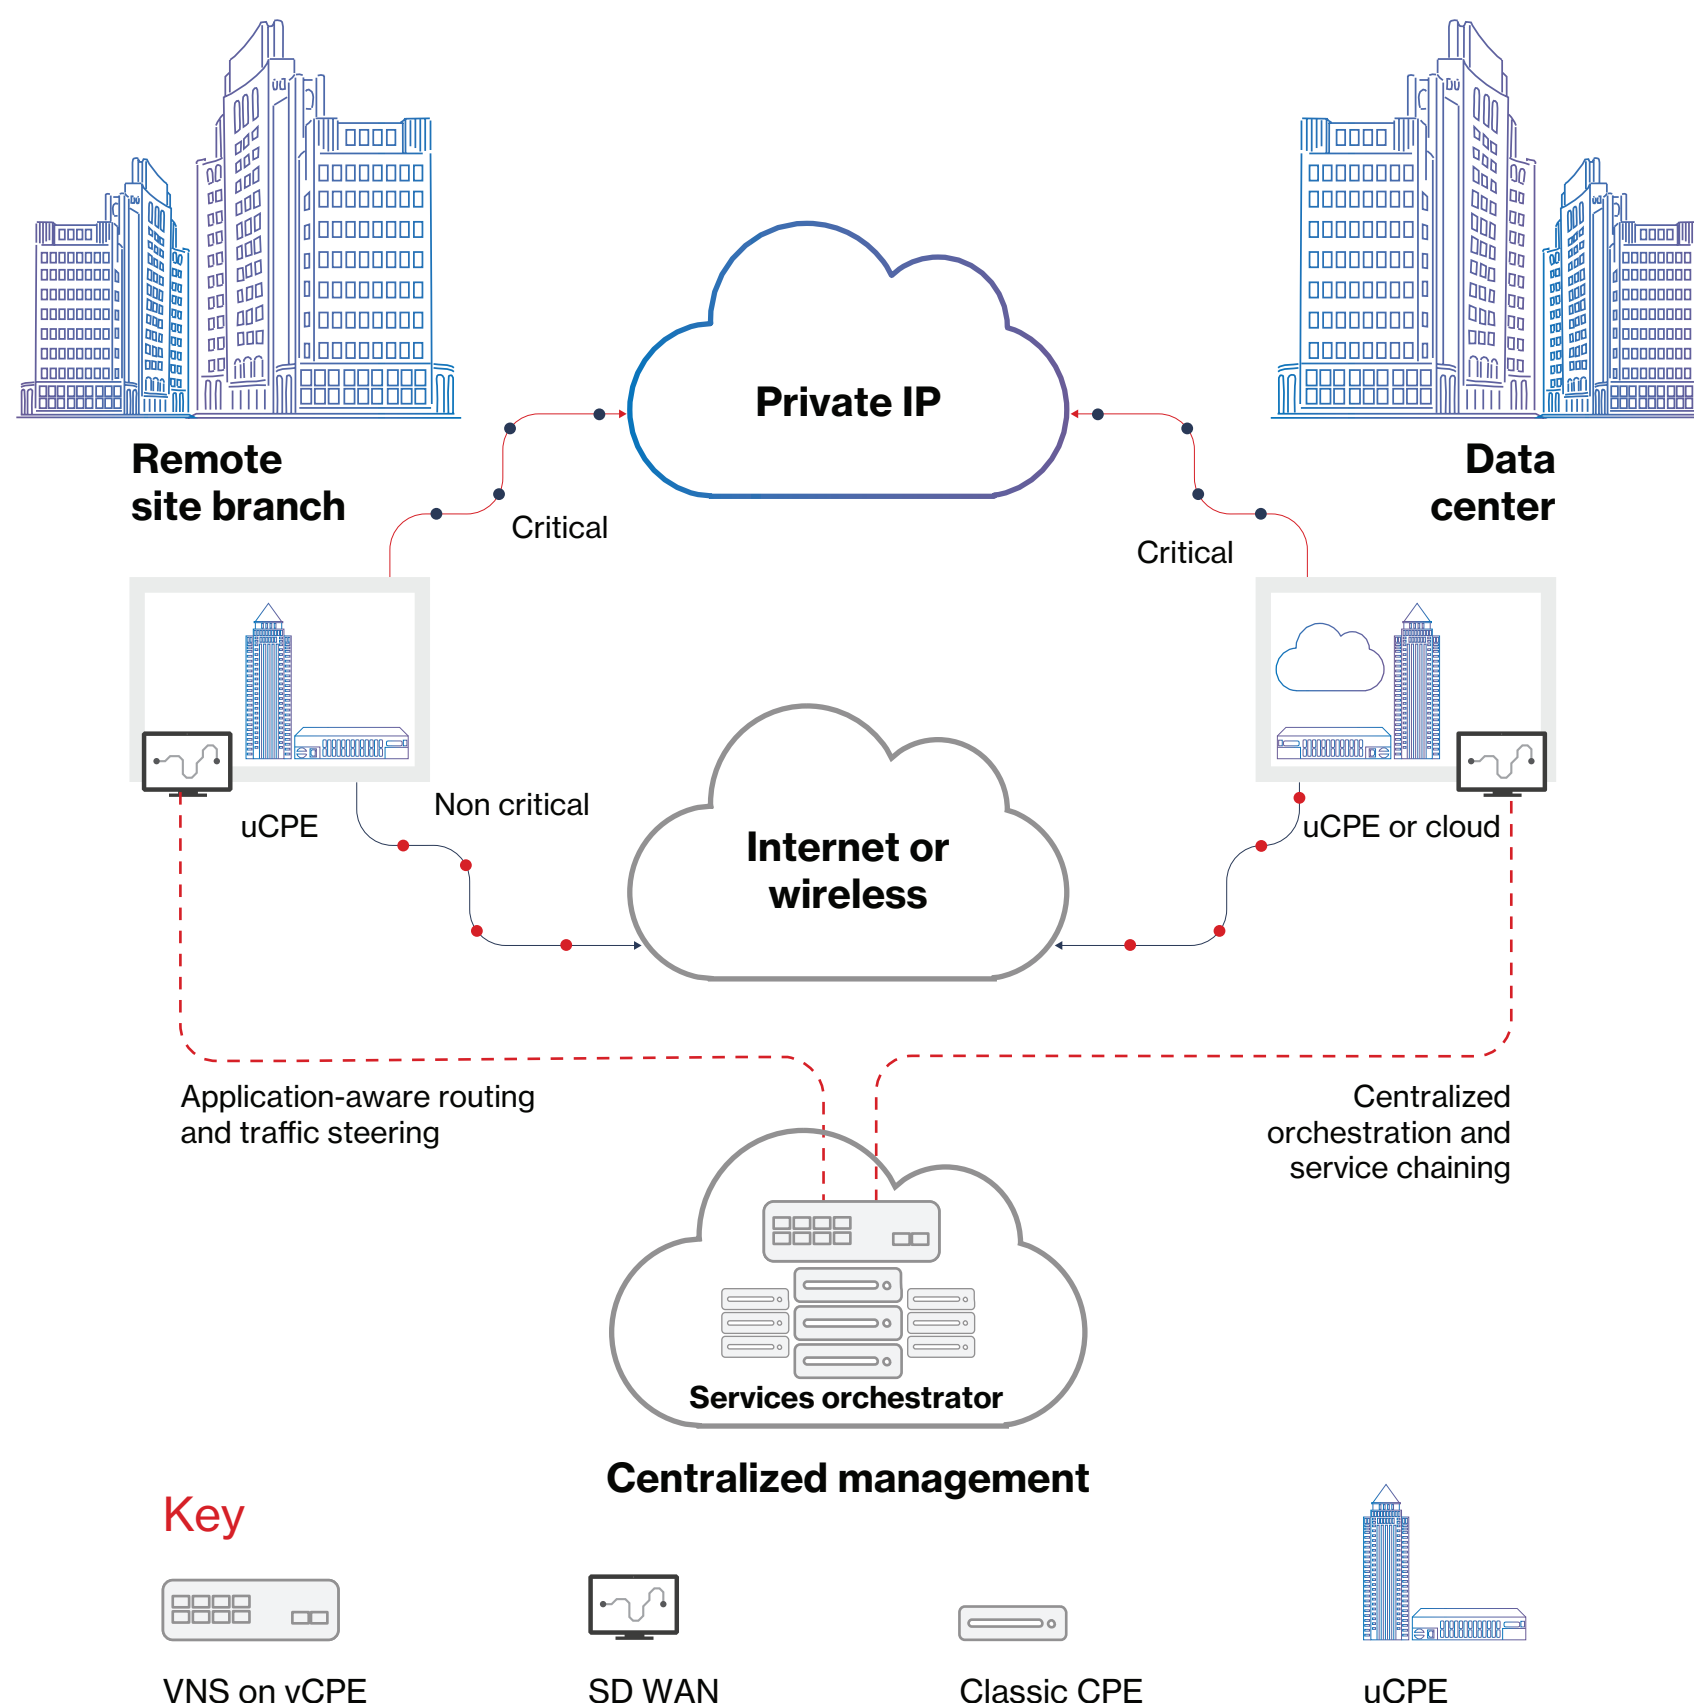 Private IP
Remote
site branch
Data
center
Critical
Critical
Non critical
uCPE
uCPE or cloud
Internet or
wireless
Application-aware routing
and traffic steering
Centralized
orchestration and
service chaining
Services orchestrator
Centralized management
Key
VNS on vCPE
SD WAN
Classic CPE
uCPE